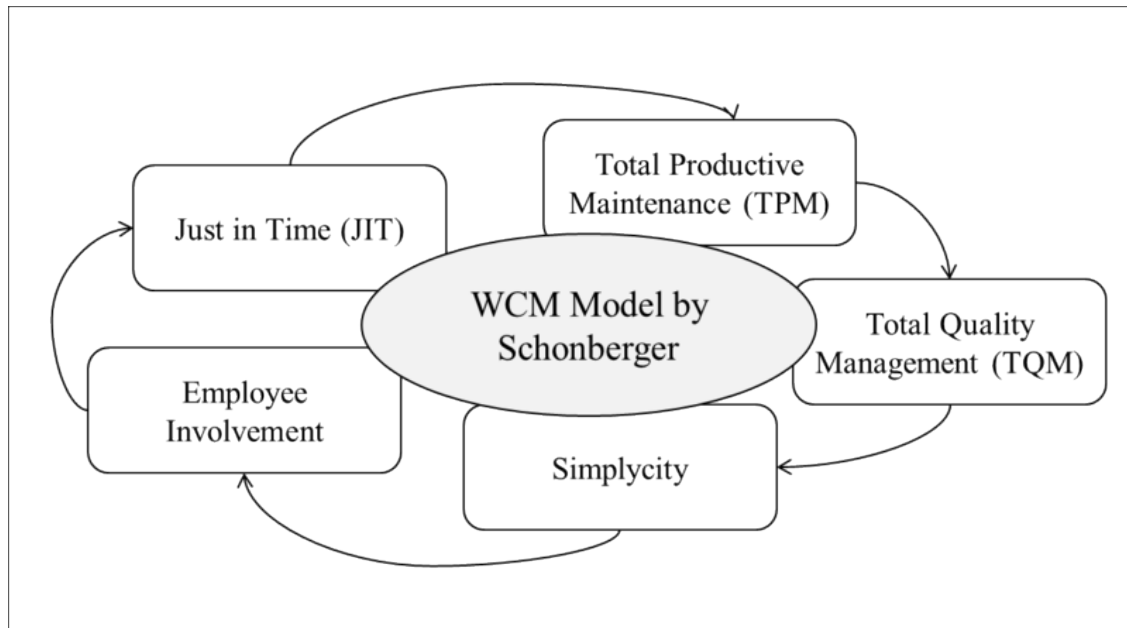 Total Productive
Maintenance (TPM)
Just in Time (JIT)
WCM Model by
Schonberger
Total Quality
Management (TQM)
Employee
Involvement
Simplycity